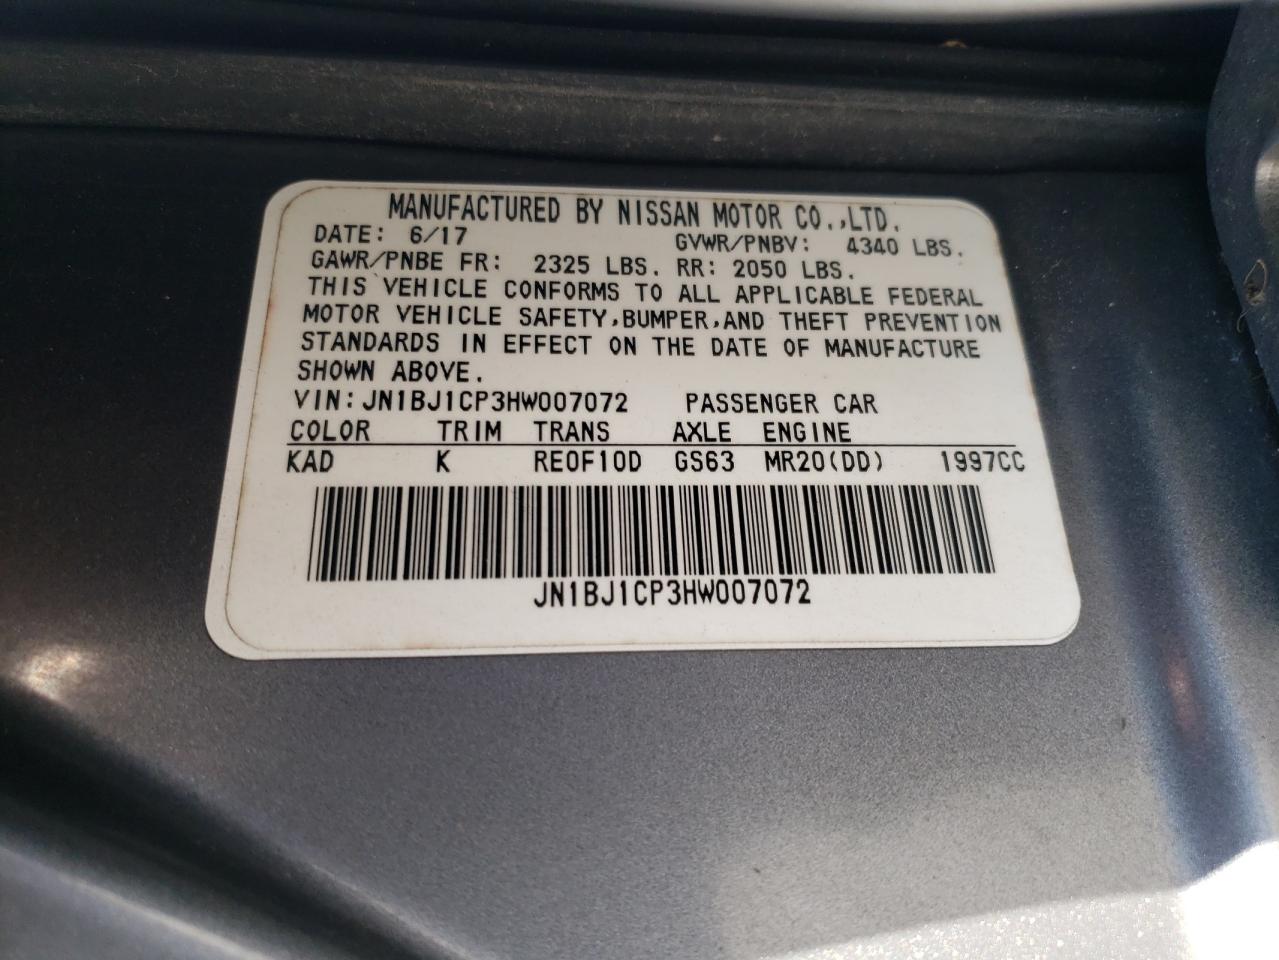 MANUFACTURED BY NISSAN MOTOR CO.,LTD.
DATE: 6/17 GVWR/PNBV: 4340 LBS.
GAWR/PNBE FR: 2325 LBS. RR: 2050 LBS.
THIS VEHICLE CONFORMS TO ALL APPLICABLE FEDERAL
MOTOR VEHICLE SAFETY,BUMPER,AND THEFT PREVENTION
STANDARDS IN EFFECT ON THE DATE OF MANUFACTURE
SHOWN ABOVE.
VIN:JN1BJ1CP3HW007072 PASSENGER CAR
COLOR TRIM TRANS AXLE ENGINE
KAD K RE0F10D GS63 MR20(DD) 1997CC
JN1BJ1CP3HW007072